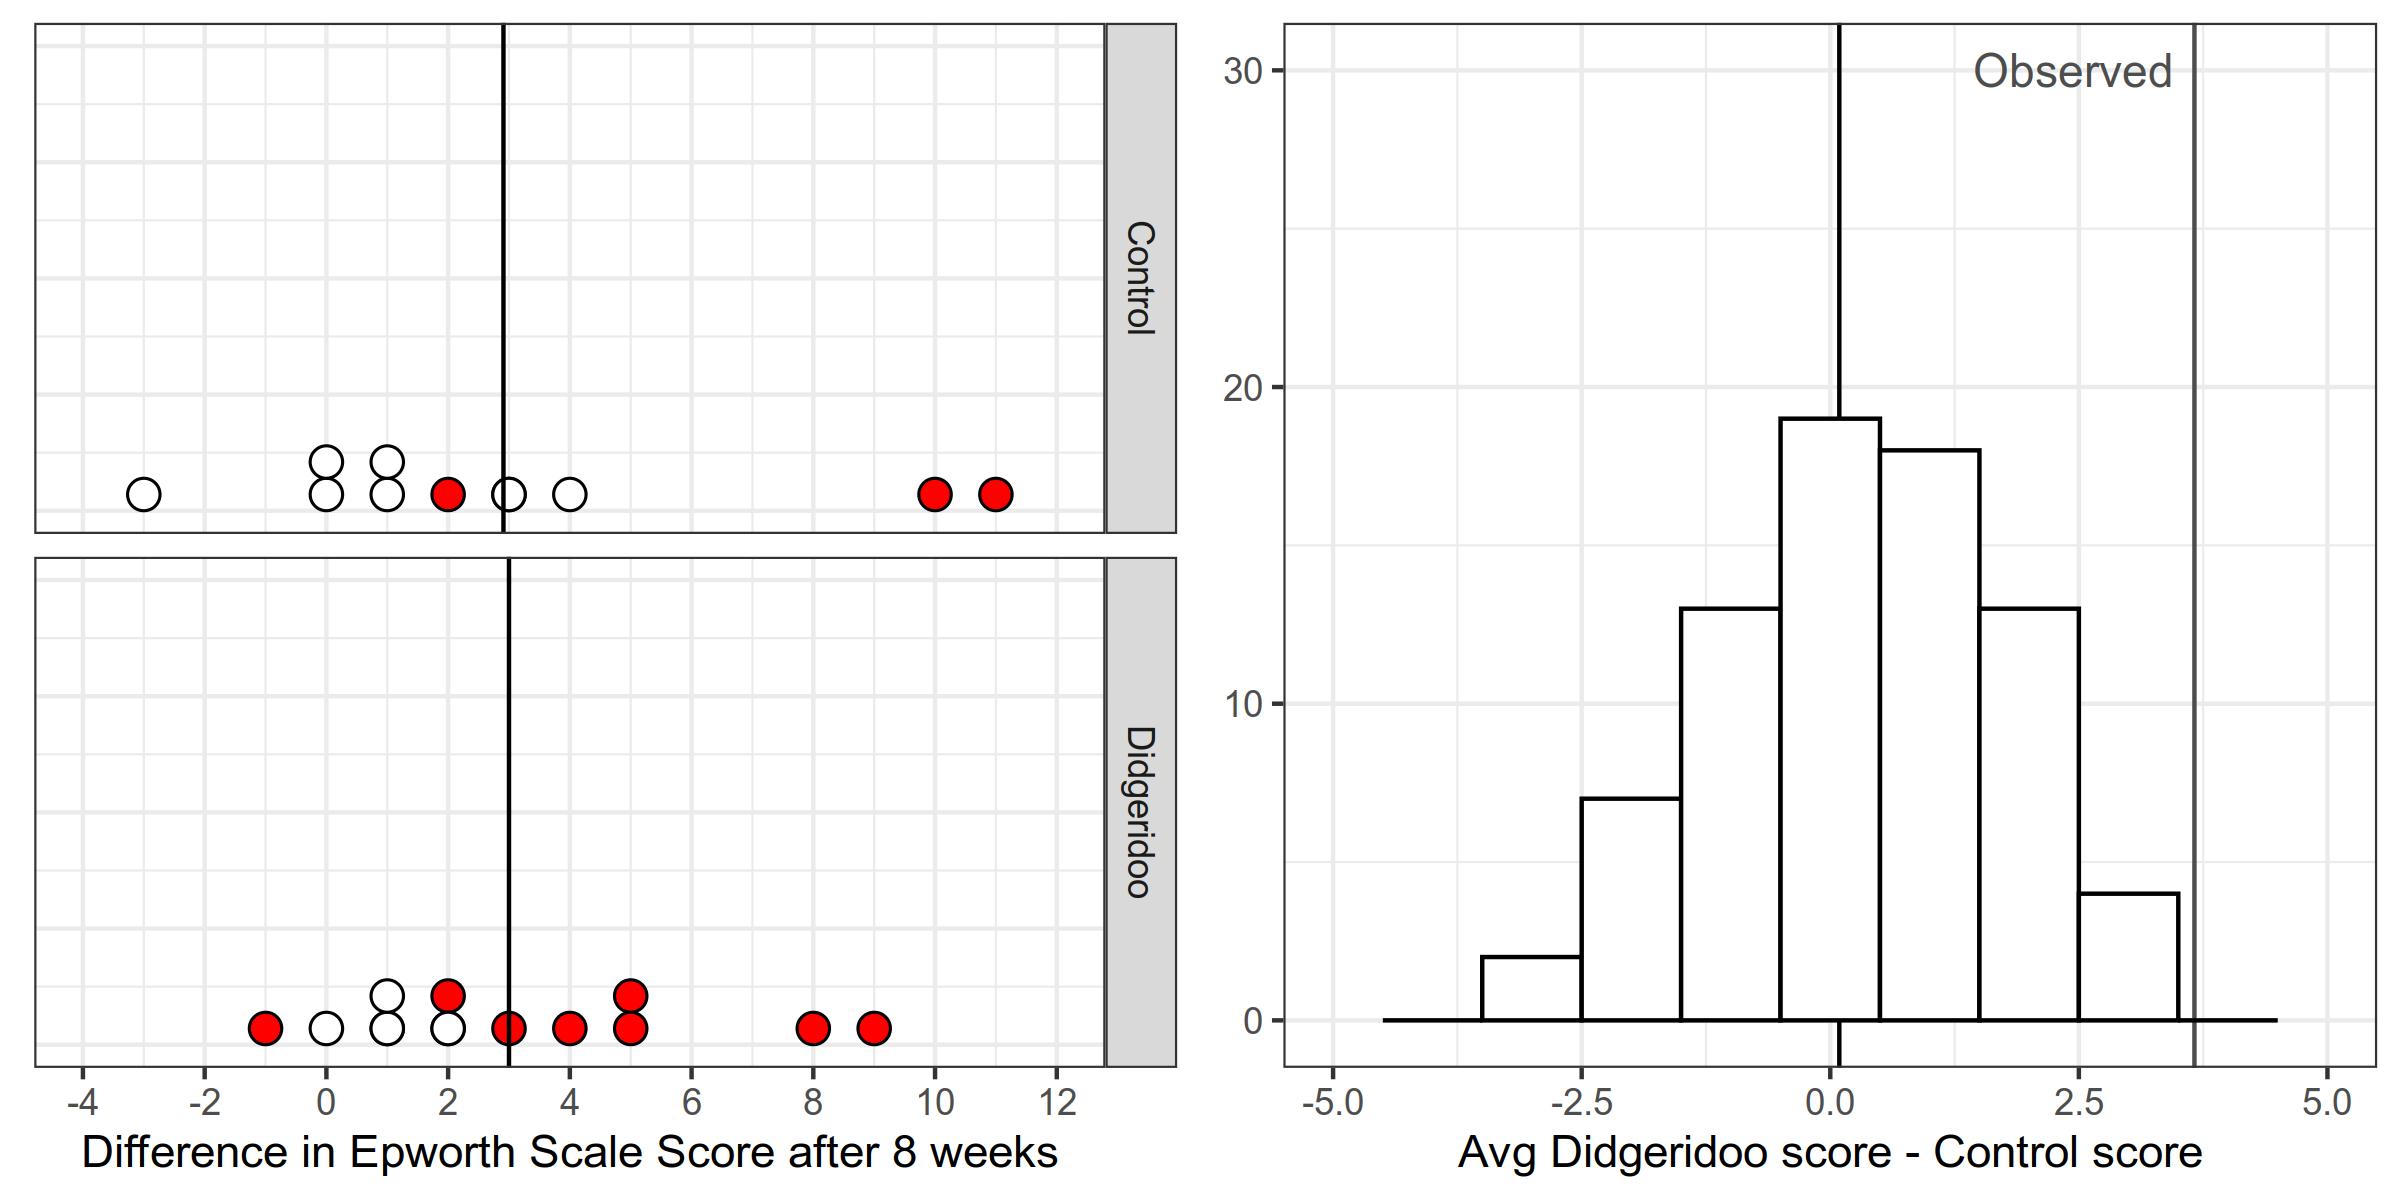 Control
Didgeridoo
-4 -2 0 2 4 6 8 10 12
Difference in Epworth Scale Score after 8 weeks
30
20
10
0
Observed
-5.0 -2.5 0.0 2.5 5.0
Avg Didgeridoo score - Control score